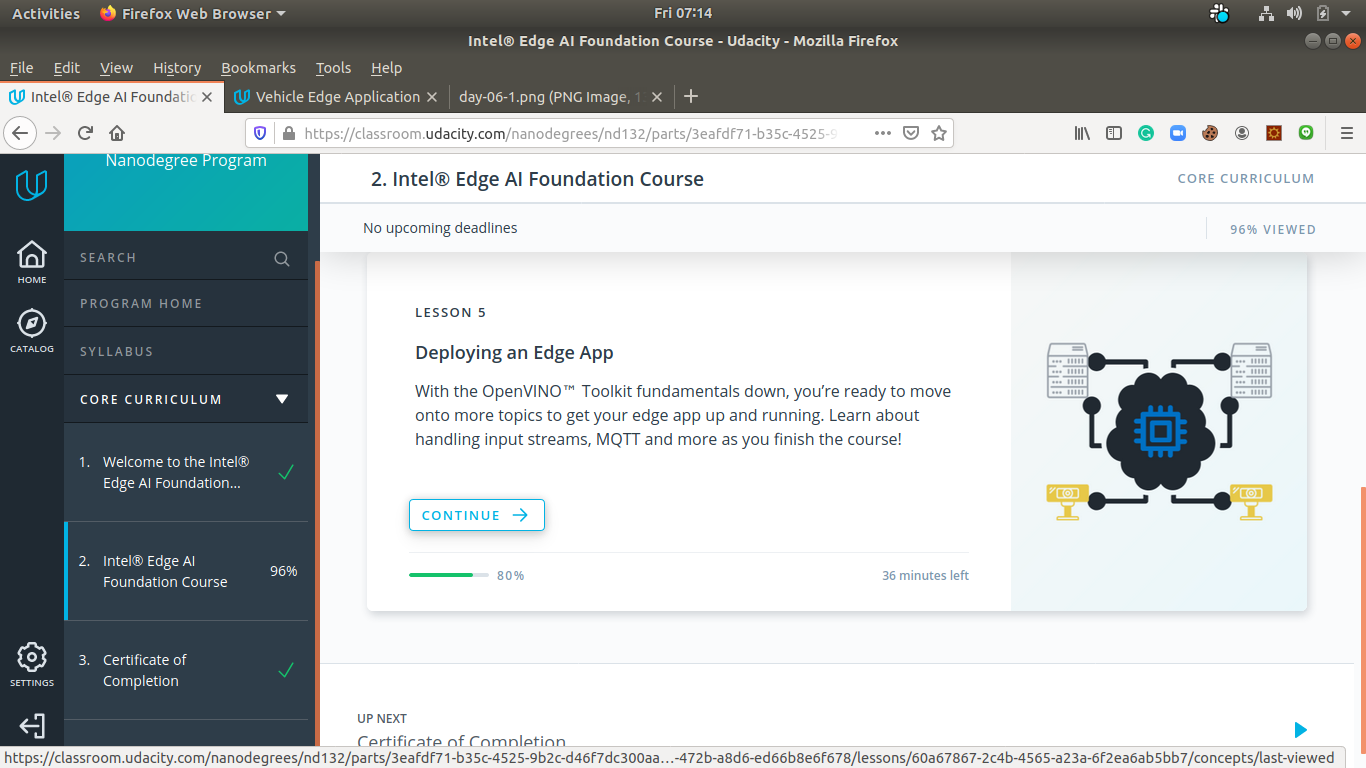 Activities Firefox Web Browser Fri 07:14
Intel® Edge AI Foundation Course - Udacity - Mozilla Firefox
File Edit View History Bookmarks Tools Help
Intel® Edge AI Foundatio Vehicle Edge Application day-06-1.png (PNG Image, 1
https://classroom.udacity.com/nanodegrees/nd132/parts/3eafdf71-b35c-4525-9
Nanodegree Program
SEARCH
PROGRAM HOME
SYLLABUS
CORE CURRICULUM
1. Welcome to the Intel®
Edge AI Foundation...
2. Intel® Edge AI
Foundation Course
96%
3. Certificate of
Completion
HOME
CATALOG
SETTINGS
2. Intel® Edge AI Foundation Course
CORE CURRICULUM
No upcoming deadlines
96% VIEWED
LESSON 5
Deploying an Edge App
With the OpenVINO™ Toolkit fundamentals down, you’re ready to move
onto more topics to get your edge app up and running. Learn about
handling input streams, MQTT and more as you finish the course!
CONTINUE
80%
36 minutes left
UP NEXT
Certificate of Completion
https://classroom.udacity.com/nanodegrees/nd132/parts/3eafdf71-b35c-4525-9b2c-d46f7dc300aa…-472b-a8d6-ed66b8e6f678/lessons/60a67867-2c4b-4565-a23a-6f2ea6ab5bb7/concepts/last-viewed